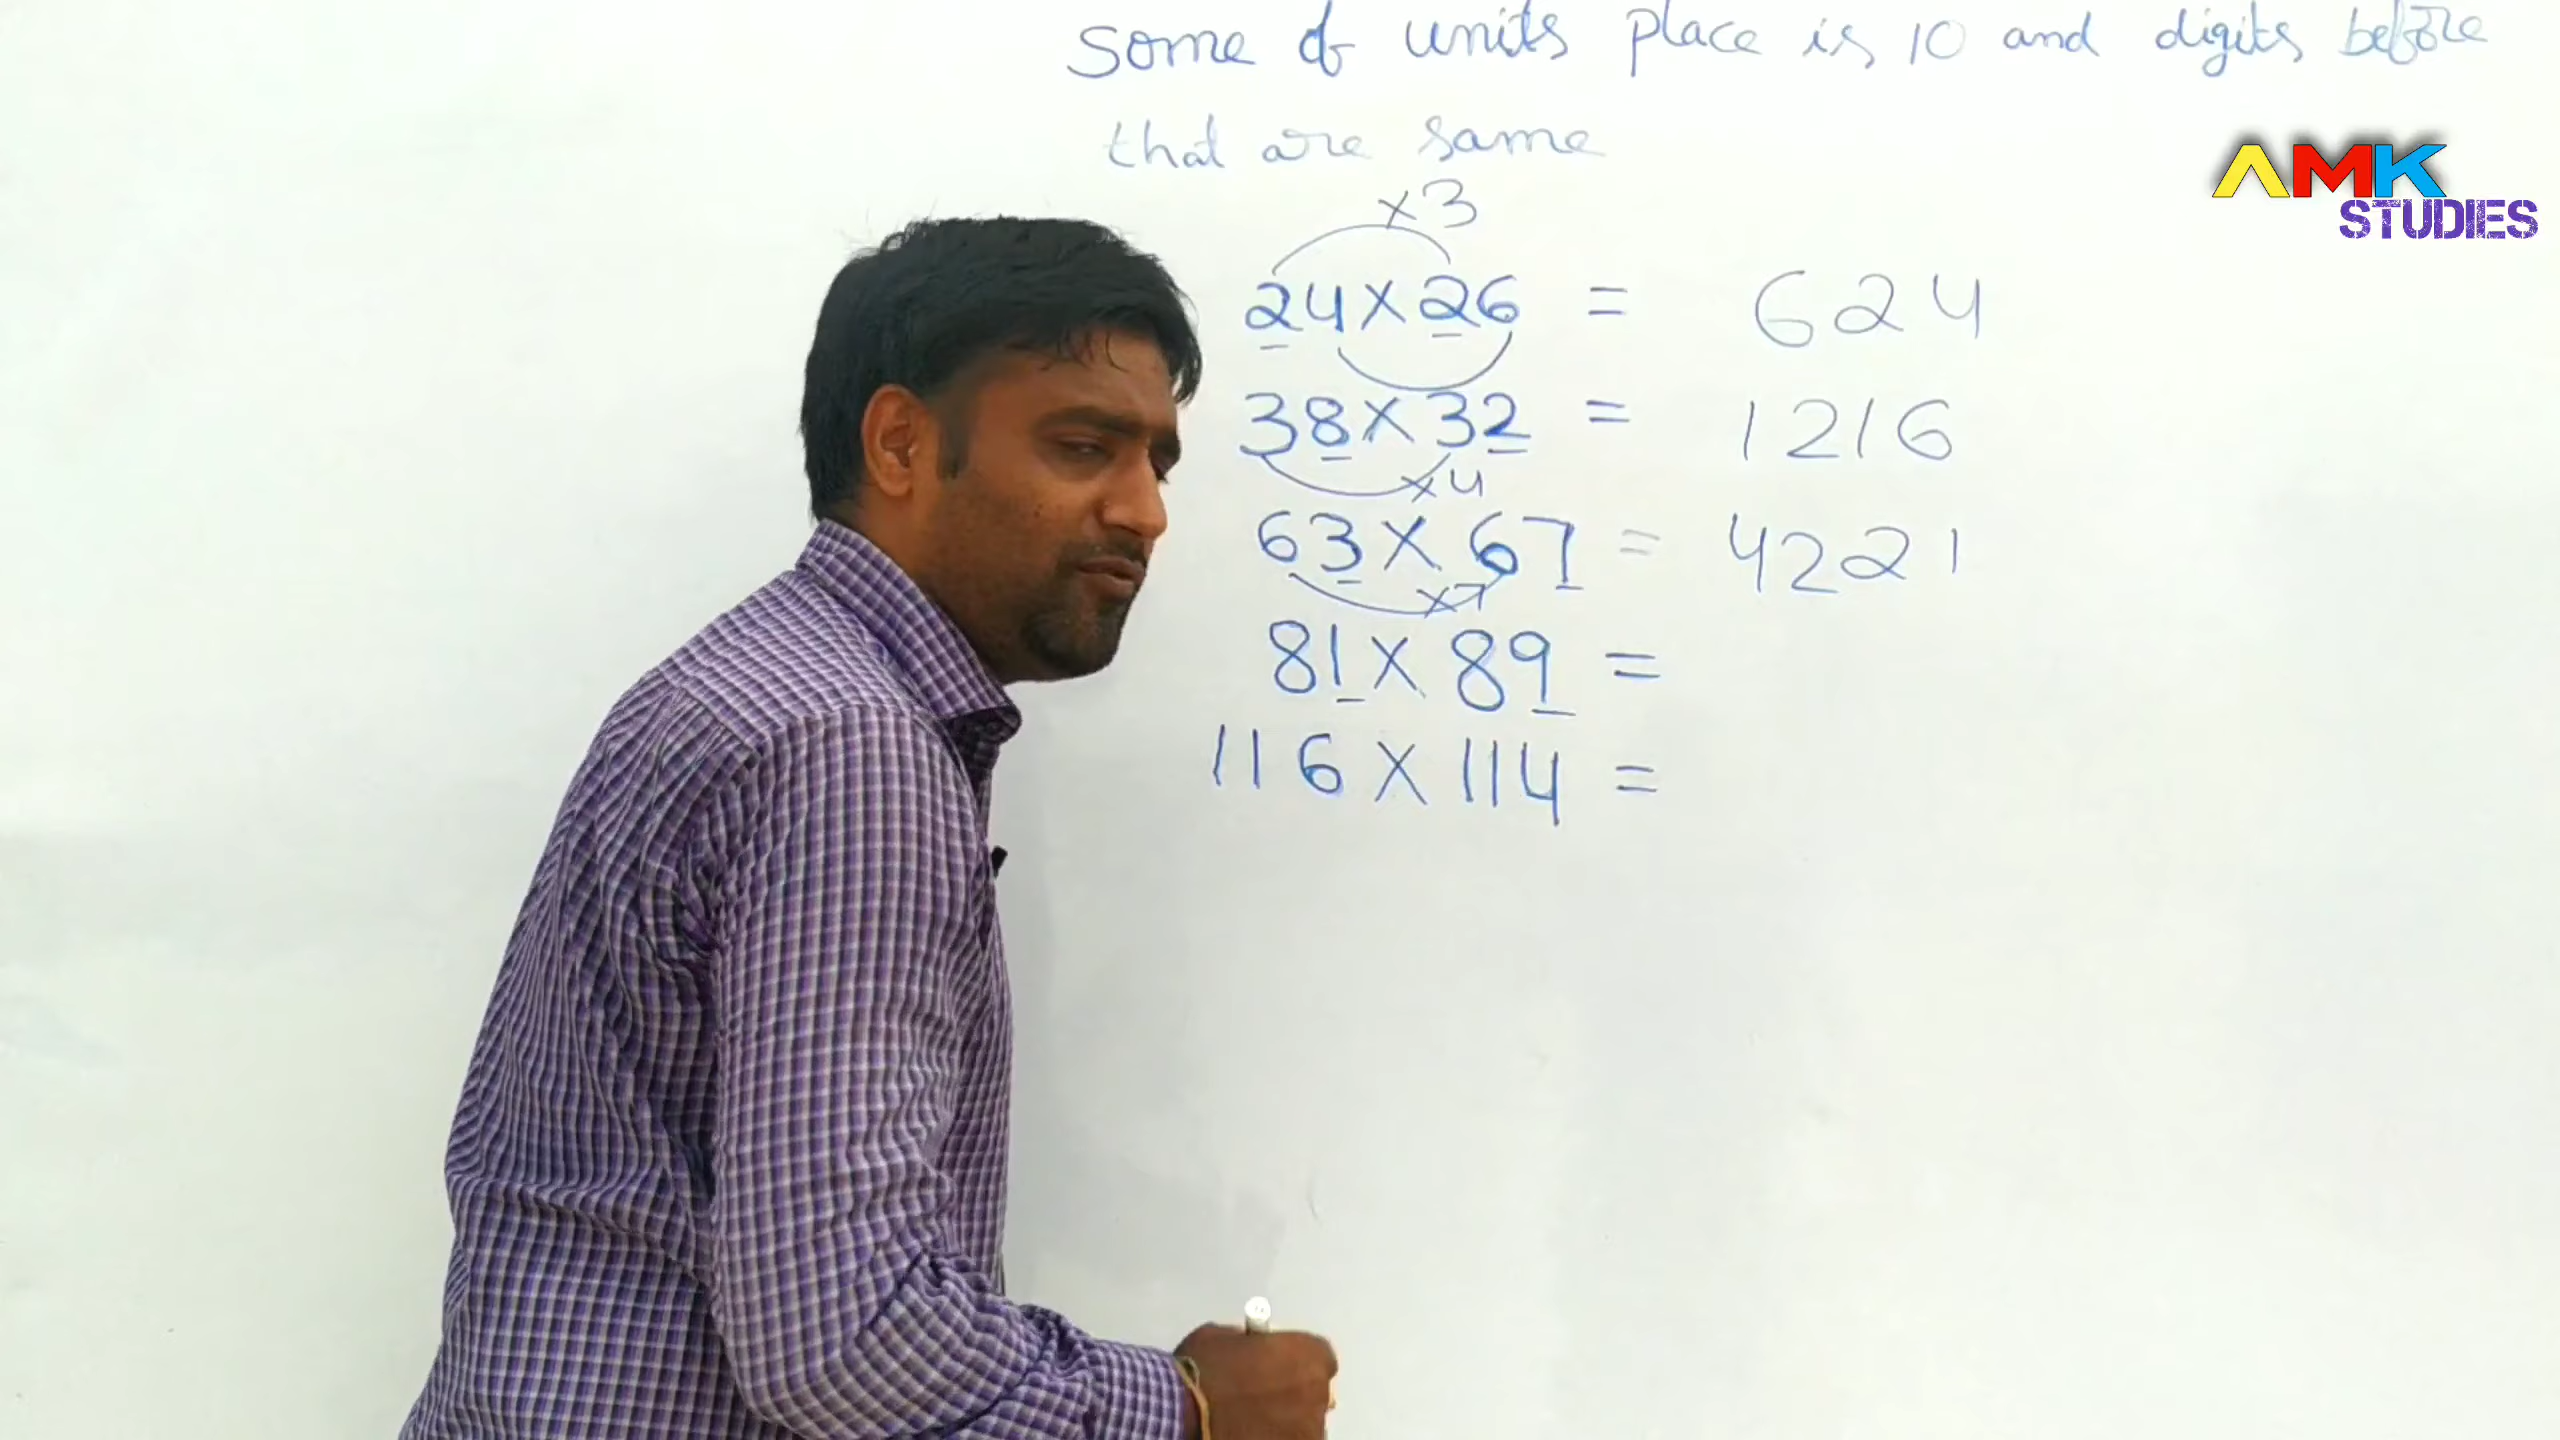 Some of units place is 10 and digits before
that are same
AMK
STUDIES
×3
24×26 = 624
38×32 = 1216
×4
63×67 = 4221
×7
81×89 =
116×114 =